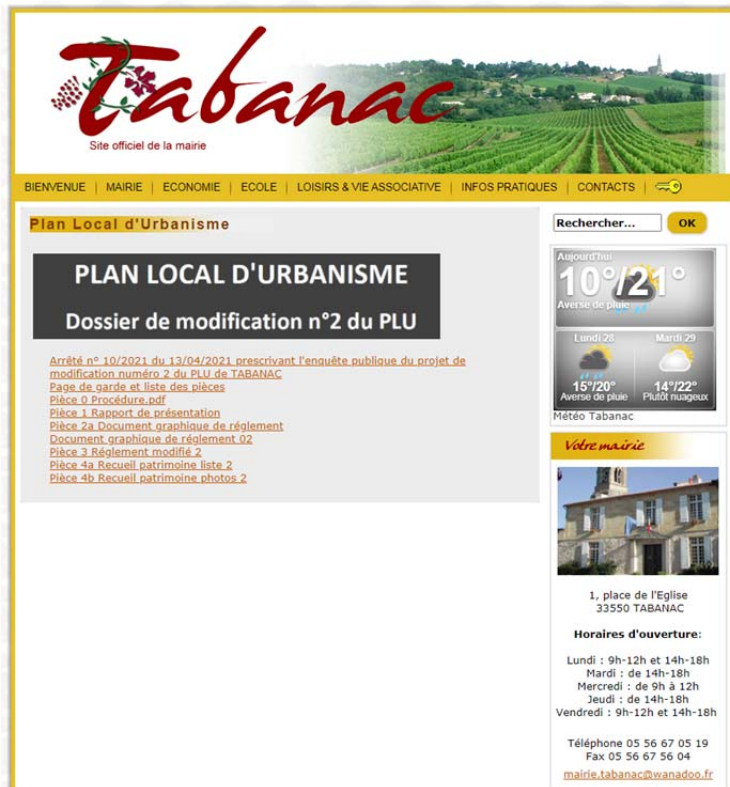 Tabanac
Site officiel de la mairie
BIENVENUE | MAIRIE | ECONOMIE | ECOLE | LOISIRS & VIE ASSOCIATIVE | INFOS PRATIQUES | CONTACTS |
Plan Local d'Urbanisme
PLAN LOCAL D'URBANISME
Dossier de modification n°2 du PLU
Arrêté n° 10/2021 du 13/04/2021 prescrivant l'enquête publique du projet de
modification numéro 2 du PLU de TABANAC
Page de garde et liste des pièces
Pièce 0 Procédure.pdf
Pièce 1 Rapport de présentation
Pièce 2a Document graphique de réglement
Document graphique de réglement 02
Pièce 3 Réglement modifié 2
Pièce 4a Recueil patrimoine liste 2
Pièce 4b Recueil patrimoine photos 2
Rechercher... OK
Aujourd'hui
10°/21°
Averse de pluie
Lundi 28 Mardi 29
15°/20° 14°/22°
Averse de pluie Plutôt nuageux
Météo Tabanac
Votre mairie
1, place de l'Eglise
33550 TABANAC
Horaires d'ouverture:
Lundi : 9h-12h et 14h-18h
Mardi : de 14h-18h
Mercredi : de 9h à 12h
Jeudi : de 14h-18h
Vendredi : 9h-12h et 14h-18h
Téléphone 05 56 67 05 19
Fax 05 56 67 56 04
mairie.tabanac@wanadoo.fr